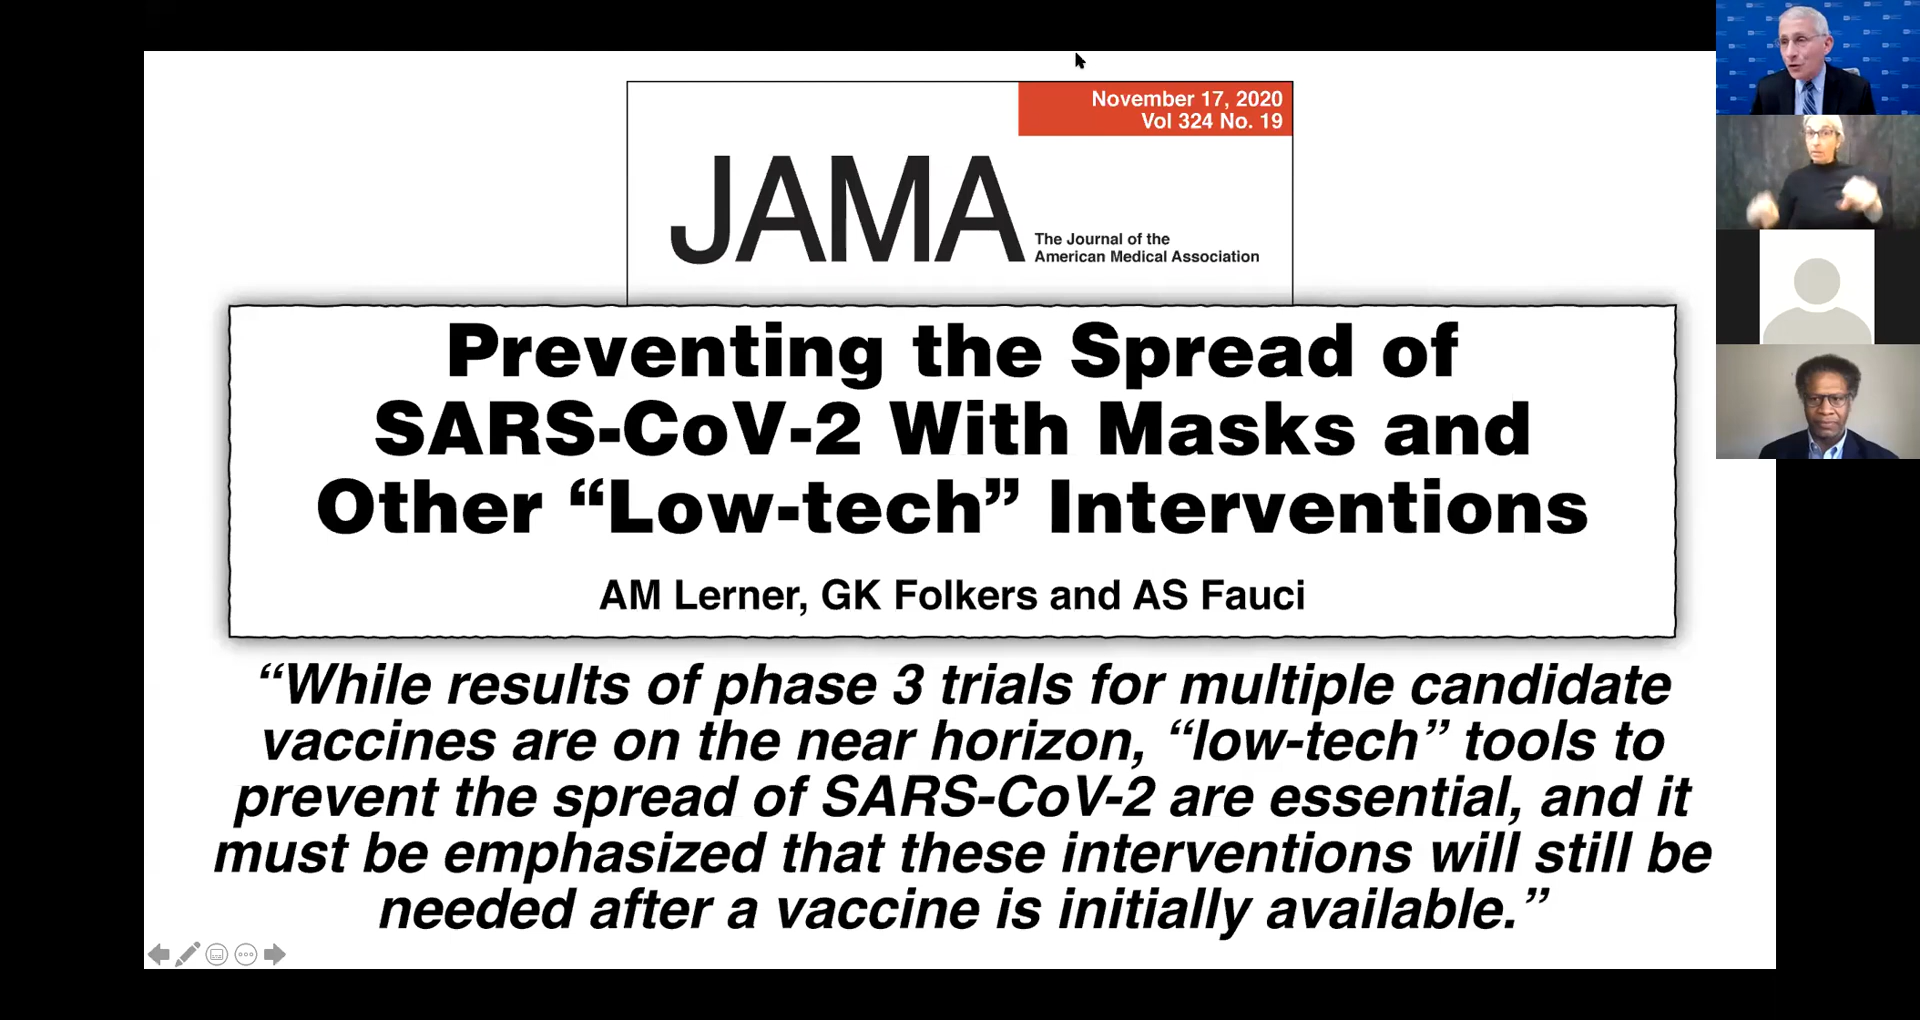 November 17, 2020
Vol 324 No. 19
JAMA
The Journal of the
American Medical Association
Preventing the Spread of
SARS-CoV-2 With Masks and
Other “Low-tech” Interventions
AM Lerner, GK Folkers and AS Fauci
“While results of phase 3 trials for multiple candidate
vaccines are on the near horizon, “low-tech” tools to
prevent the spread of SARS-CoV-2 are essential, and it
must be emphasized that these interventions will still be
needed after a vaccine is initially available.”